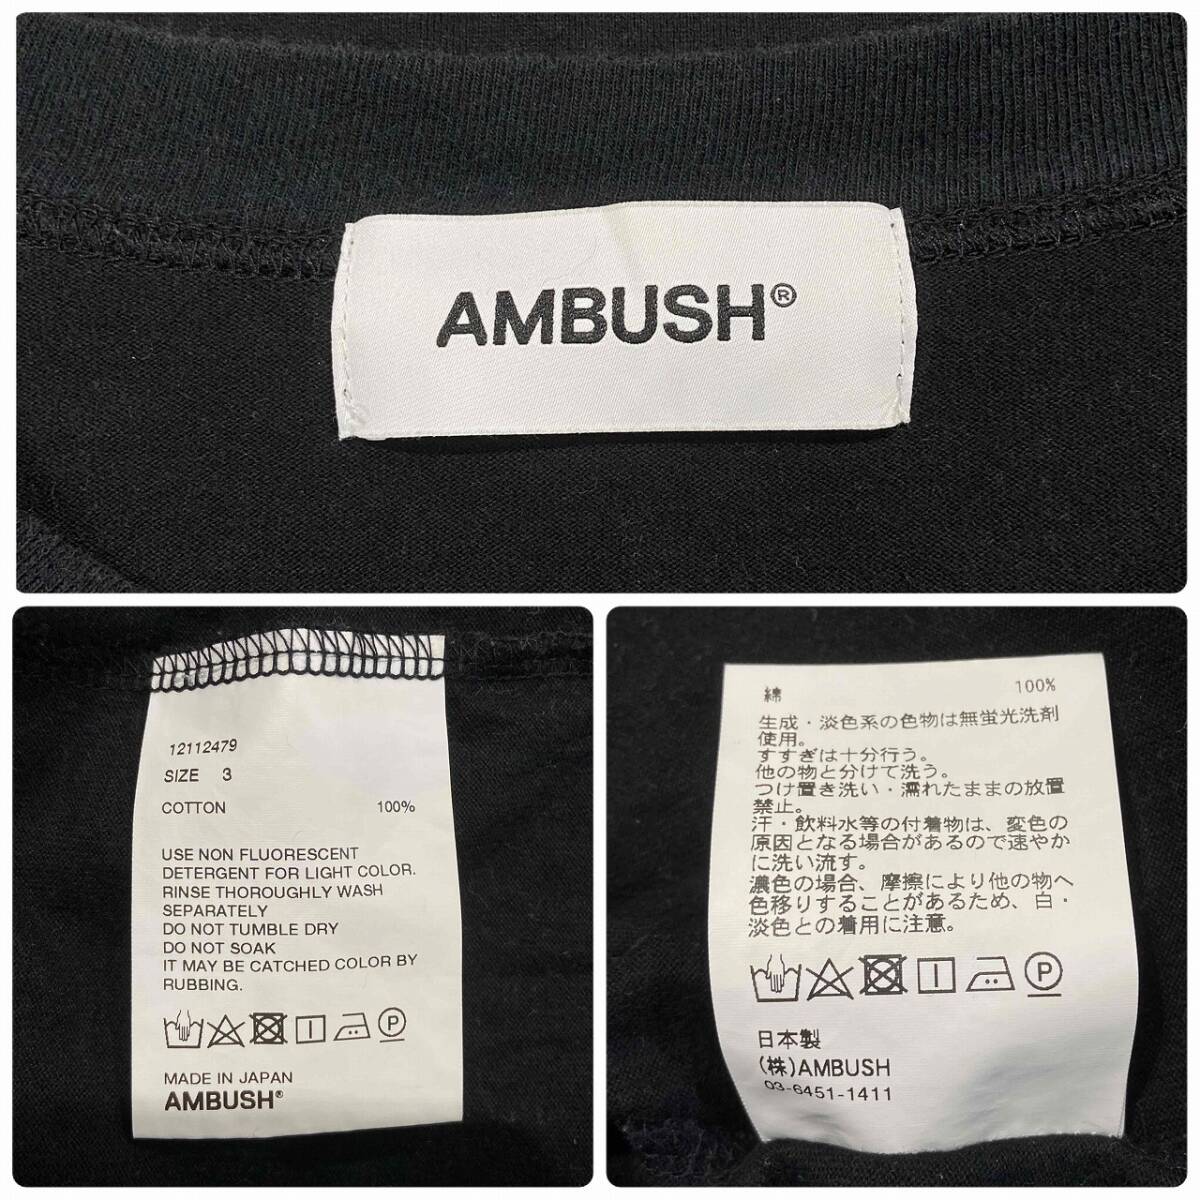 AMBUSH®
12112479
SIZE 3
COTTON 100%
USE NON FLUORESCENT
DETERGENT FOR LIGHT COLOR.
RINSE THOROUGHLY WASH
SEPARATELY
DO NOT TUMBLE DRY
DO NOT SOAK
IT MAY BE CATCHED COLOR BY
RUBBING.
P
MADE IN JAPAN
AMBUSH®
綿 100%
生成・淡色系の色物は無蛍光洗剤
使用。
すすぎは十分行う。
他の物と分けて洗う。
つけ置き洗い・濡れたままの放置
禁止。
汗・飲料水等の付着物は、変色の
原因となる場合があるので速やか
に洗い流す。
濃色の場合、摩擦により他の物へ
色移りすることがあるため、白・
淡色との着用に注意。
P
日本製
(株)AMBUSH
03-6451-1411